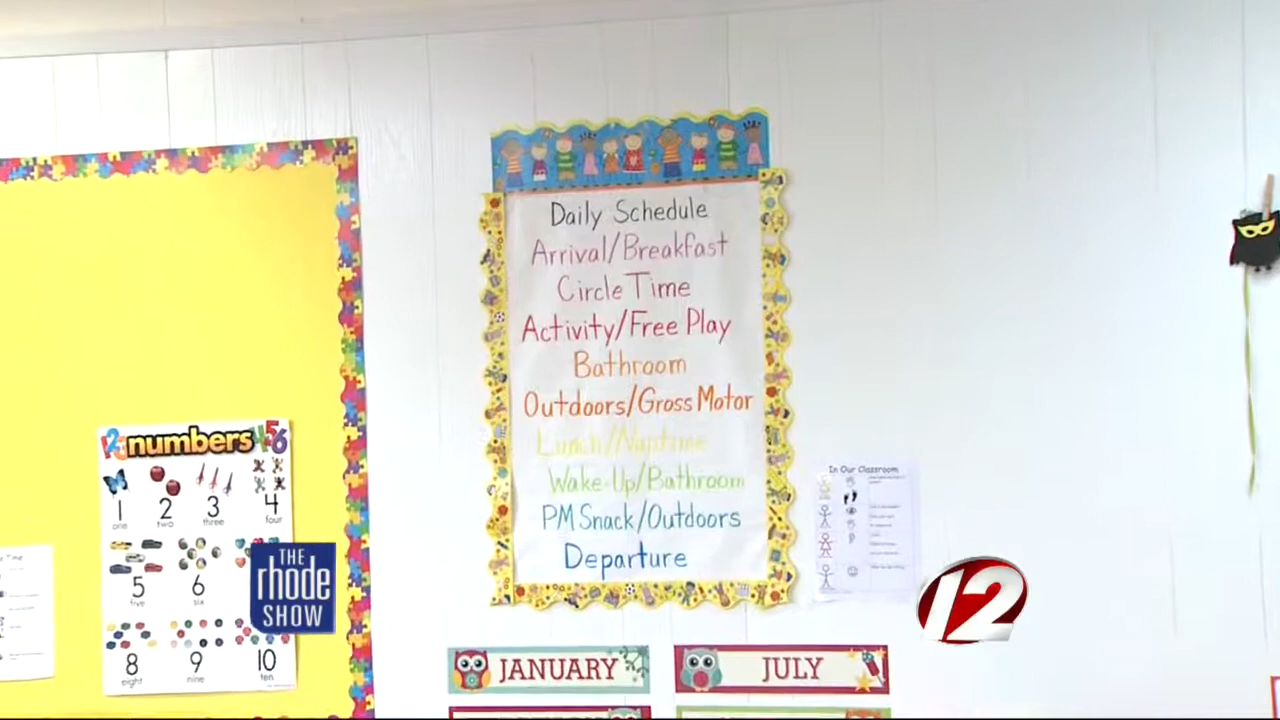 Daily Schedule
Arrival/Breakfast
Circle Time
Activity/Free Play
Bathroom
Outdoors/Gross Motor
Lunch/Naptime
Wake-Up/Bathroom
PM Snack/Outdoors
Departure
123 numbers 456
1 2 3 4
one two three four
5 6
five six
8 9 10
eight nine ten
THE
rhode
SHOW
In Our Classroom
12
JANUARY
JULY